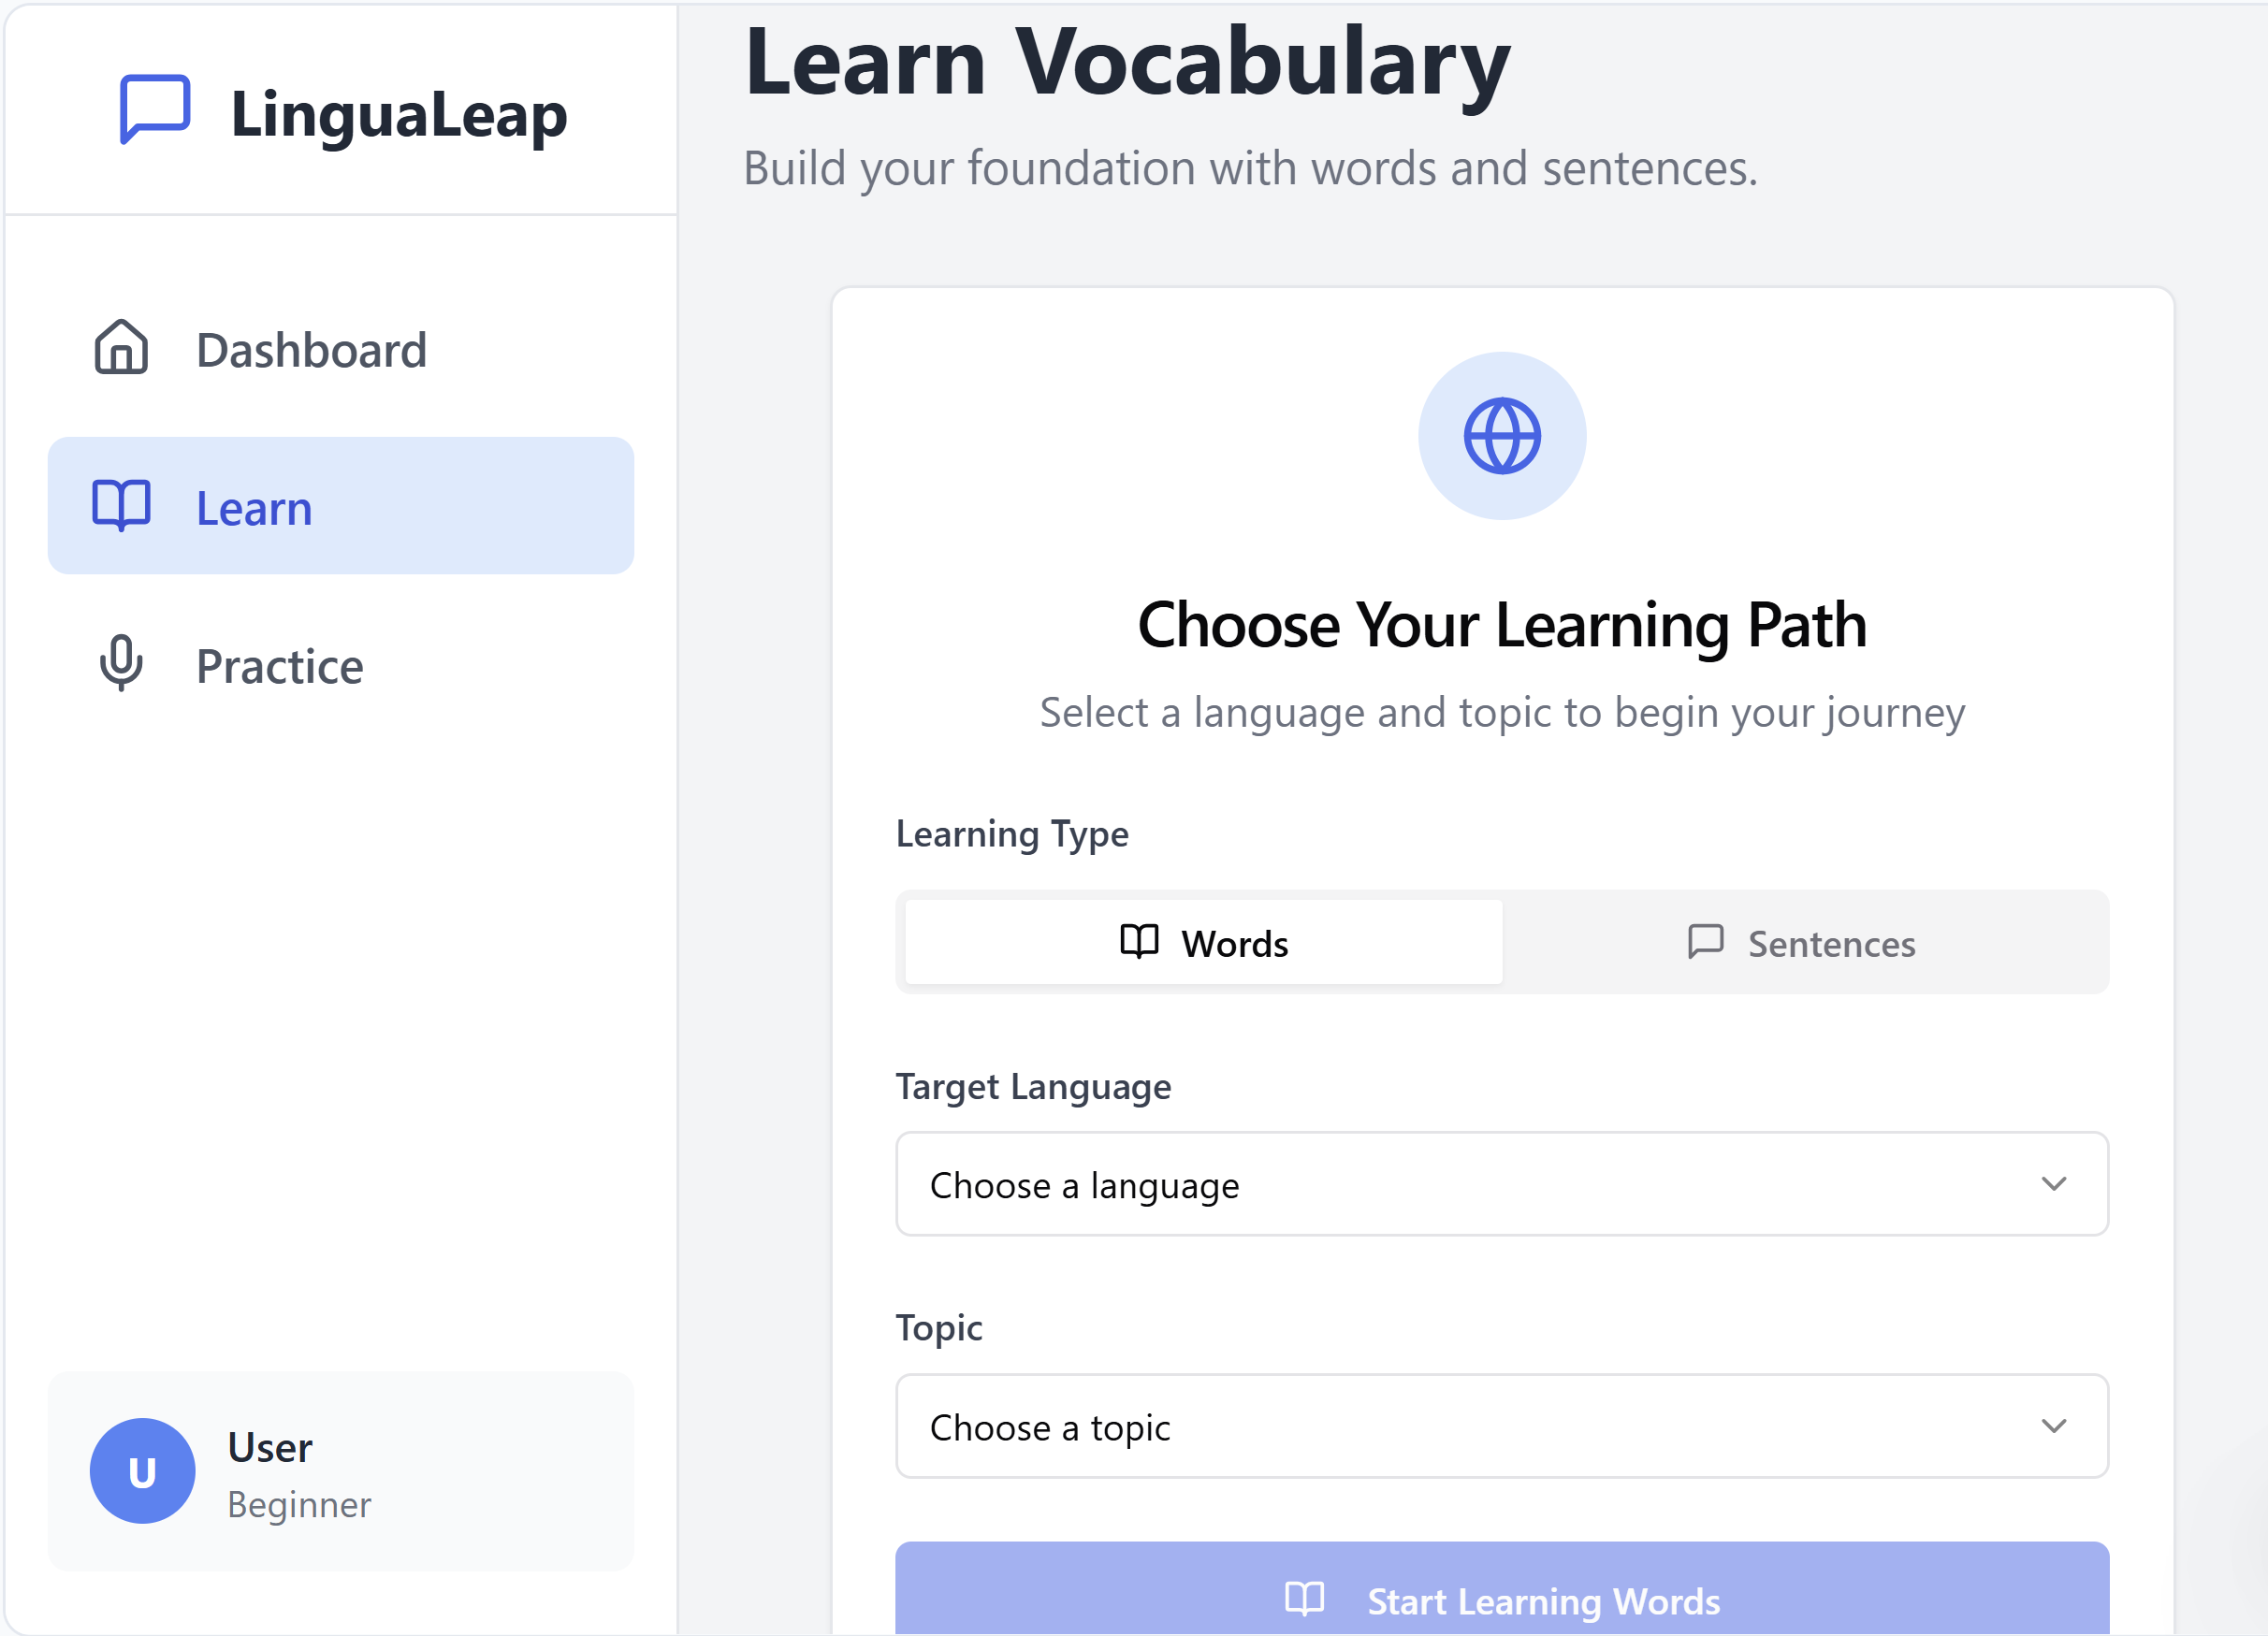 LinguaLeap
Dashboard
Learn
Practice
U
User
Beginner
Learn Vocabulary
Build your foundation with words and sentences.
Choose Your Learning Path
Select a language and topic to begin your journey
Learning Type
Words
Sentences
Target Language
Choose a language
Topic
Choose a topic
Start Learning Words